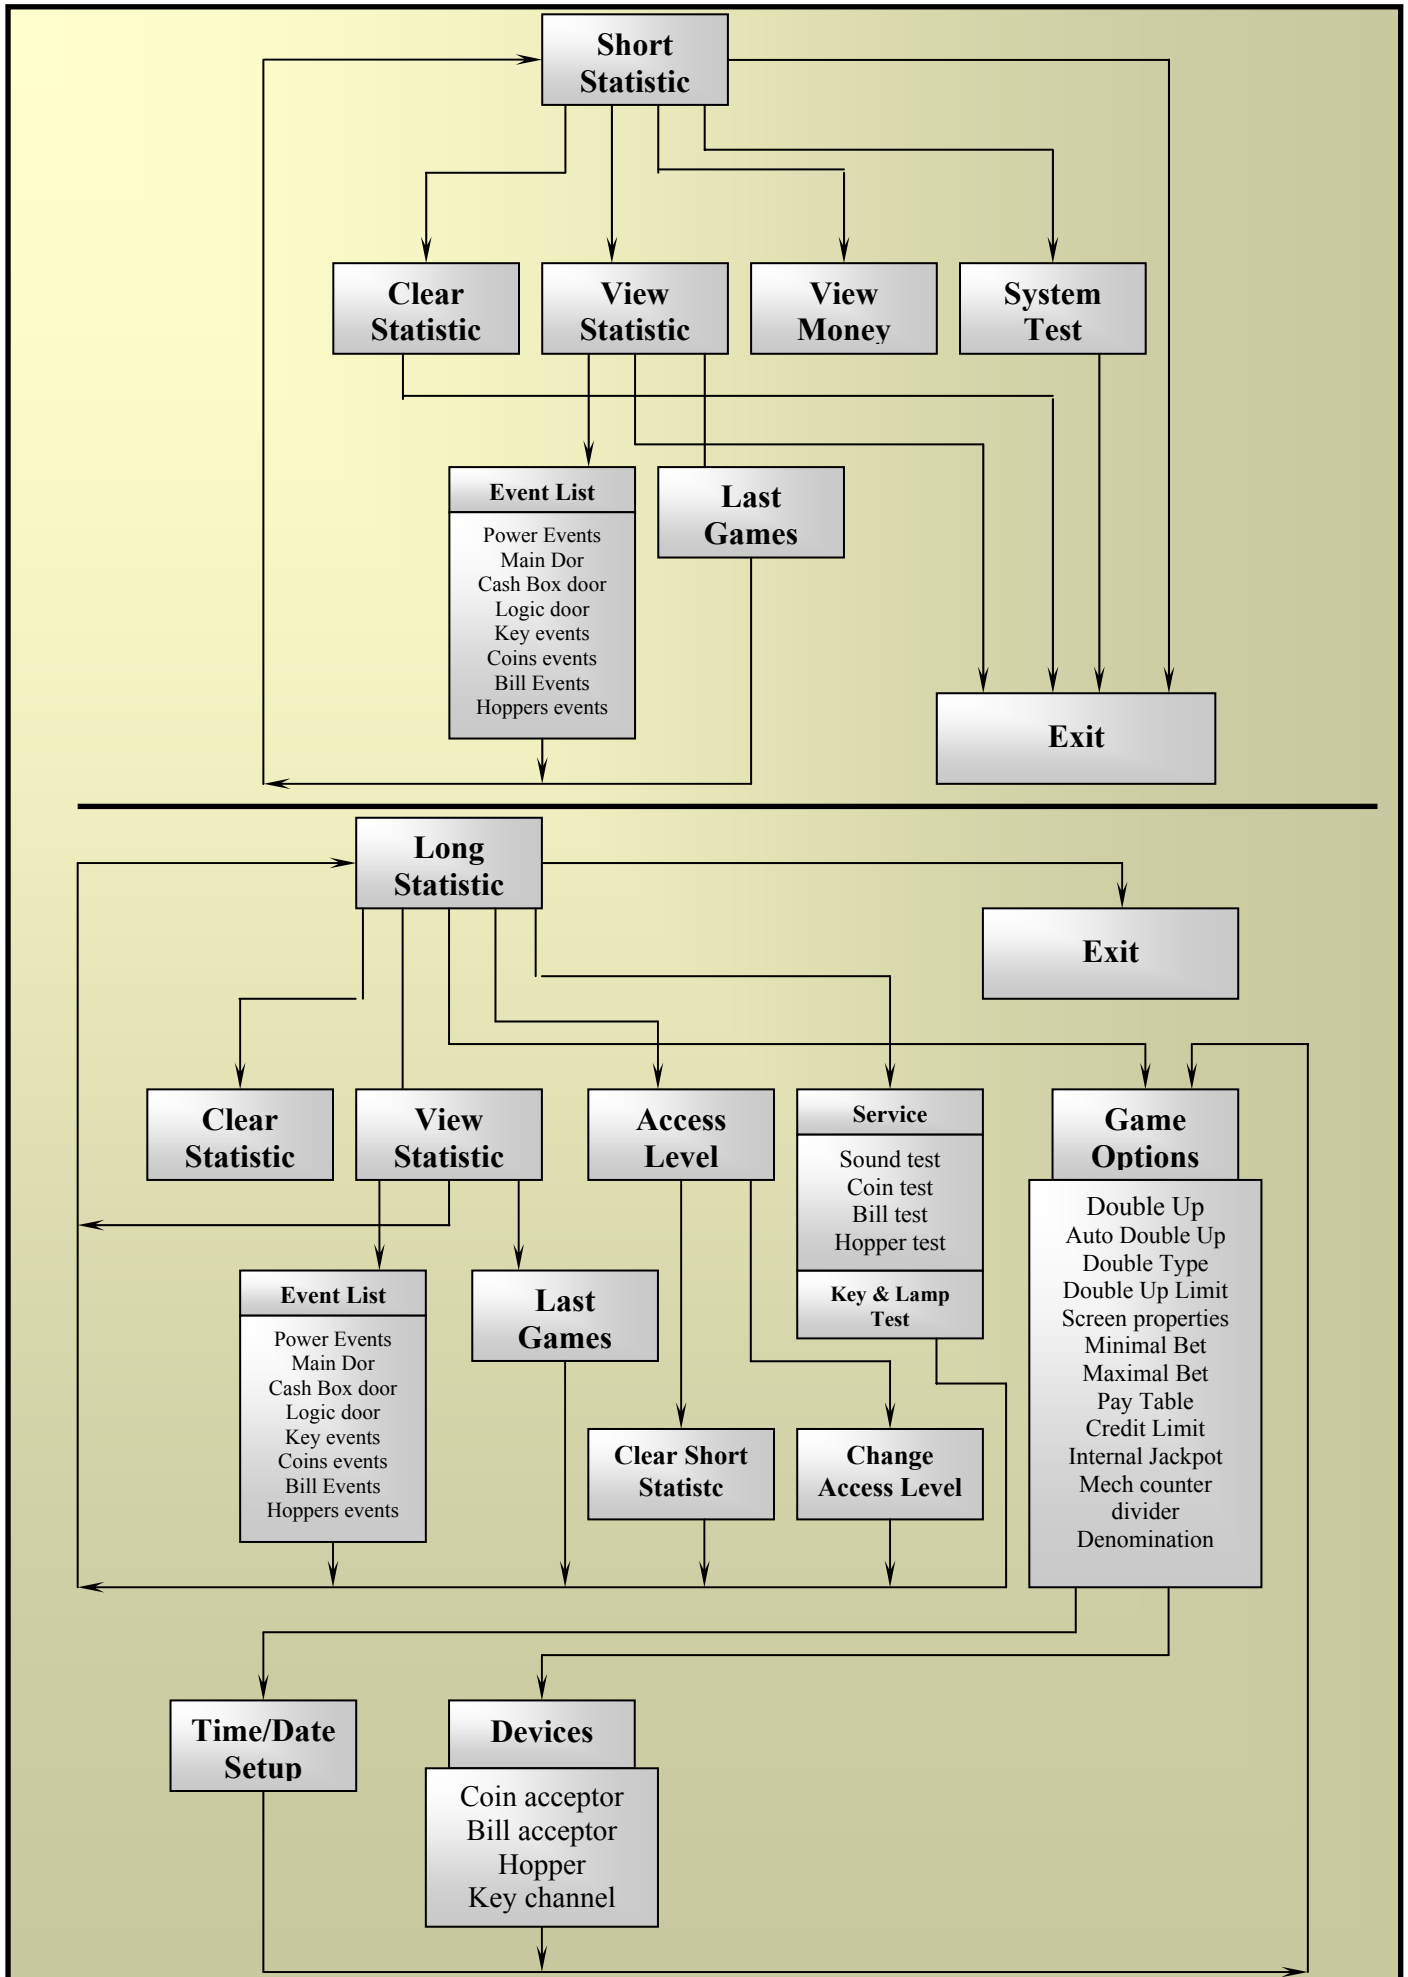 Short
Statistic
Clear
Statistic
View
Statistic
View
Money
System
Test
Event List
Power Events
Main Dor
Cash Box door
Logic door
Key events
Coins events
Bill Events
Hoppers events
Last
Games
Exit
Long
Statistic
Exit
Clear
Statistic
View
Statistic
Access
Level
Service
Sound test
Coin test
Bill test
Hopper test
Key & Lamp
Test
Game
Options
Double Up
Auto Double Up
Double Type
Double Up Limit
Screen properties
Minimal Bet
Maximal Bet
Pay Table
Credit Limit
Internal Jackpot
Mech counter
divider
Denomination
Event List
Power Events
Main Dor
Cash Box door
Logic door
Key events
Coins events
Bill Events
Hoppers events
Last
Games
Clear Short
Statistc
Change
Access Level
Time/Date
Setup
Devices
Coin acceptor
Bill acceptor
Hopper
Key channel